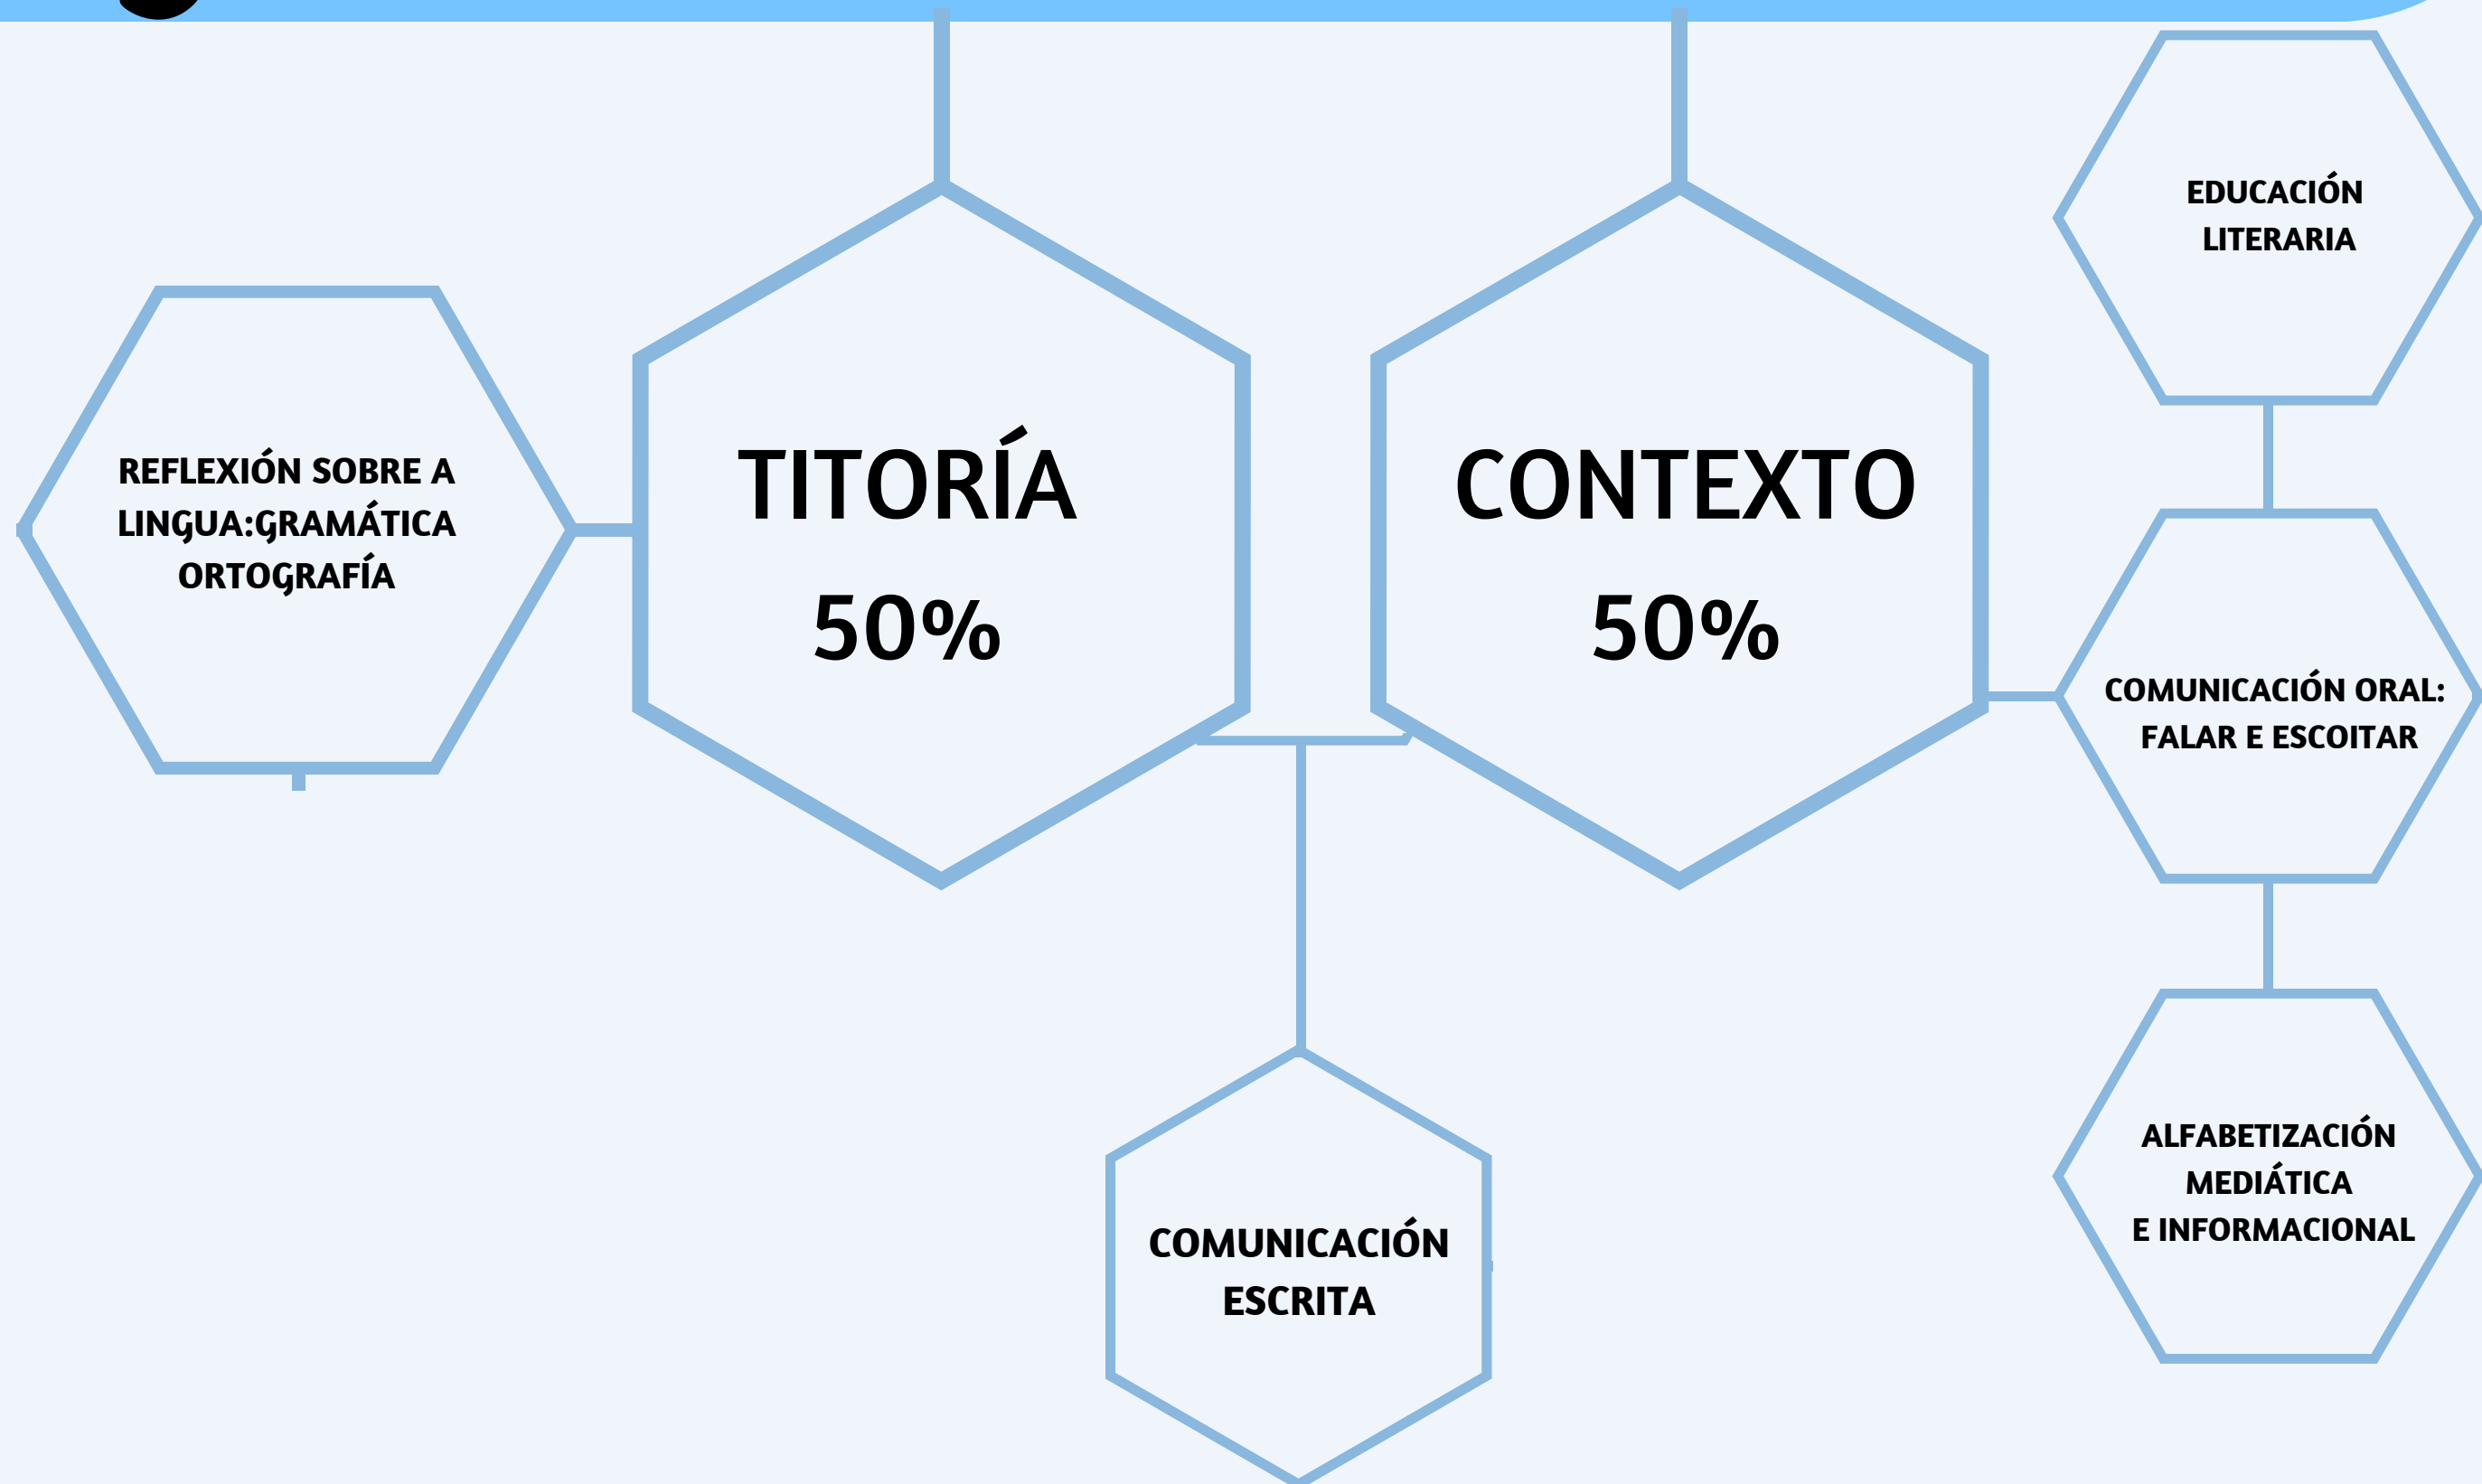 EDUCACIÓN
LITERARIA
REFLEXIÓN SOBRE A
LINGUA:GRAMÁTICA
ORTOGRAFÍA
TITORÍA
50%
CONTEXTO
50%
COMUNICACIÓN ORAL:
FALAR E ESCOITAR
ALFABETIZACIÓN
MEDIÁTICA
E INFORMACIONAL
COMUNICACIÓN
ESCRITA